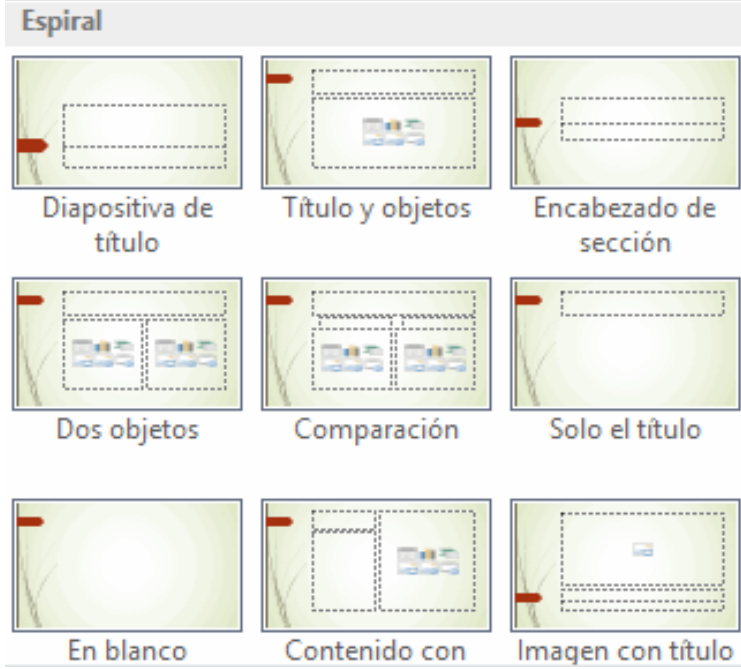 Espiral
Diapositiva de
título
Título y objetos
Encabezado de
sección
Dos objetos
Comparación
Solo el título
En blanco
Contenido con
Imagen con título